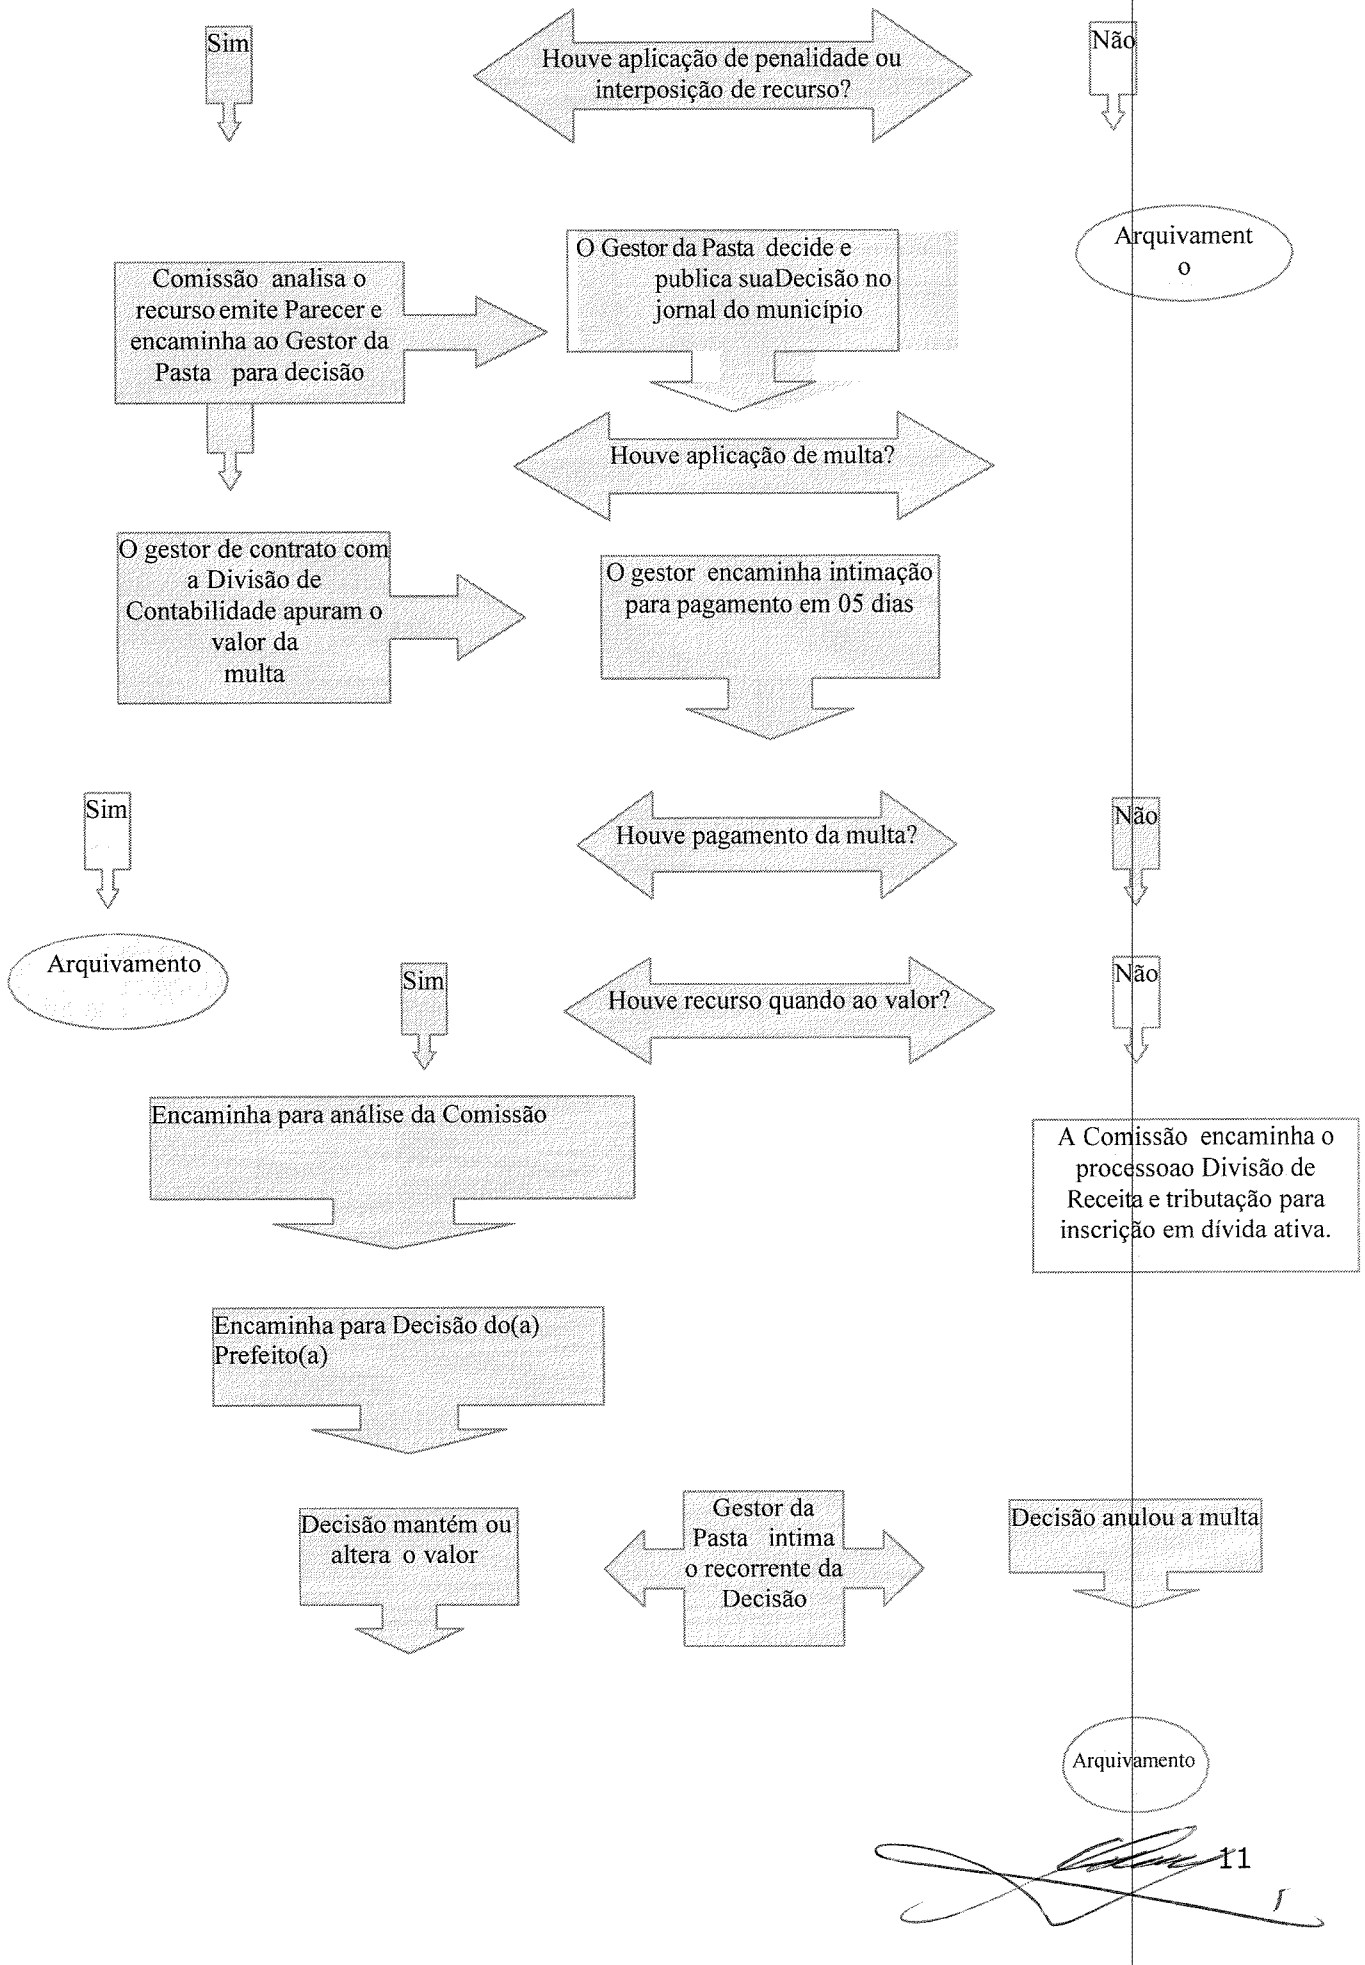 Sim
Houve aplicação de penalidade ou
interposição de recurso?
Não
Arquivament
o
Comissão analisa o
recurso emite Parecer e
encaminha ao Gestor da
Pasta para decisão
O Gestor da Pasta decide e
publica suaDecisão no
jornal do município
Houve aplicação de multa?
O gestor de contrato com
a Divisão de
Contabilidade apuram o
valor da
multa
O gestor encaminha intimação
para pagamento em 05 dias
Sim
Houve pagamento da multa?
Não
Arquivamento
Sim
Houve recurso quando ao valor?
Não
Encaminha para análise da Comissão
A Comissão encaminha o
processoao Divisão de
Receita e tributação para
inscrição em dívida ativa.
Encaminha para Decisão do(a)
Prefeito(a)
Decisão mantém ou
altera o valor
Gestor da
Pasta intima
o recorrente da
Decisão
Decisão anulou a multa
Arquivamento
11